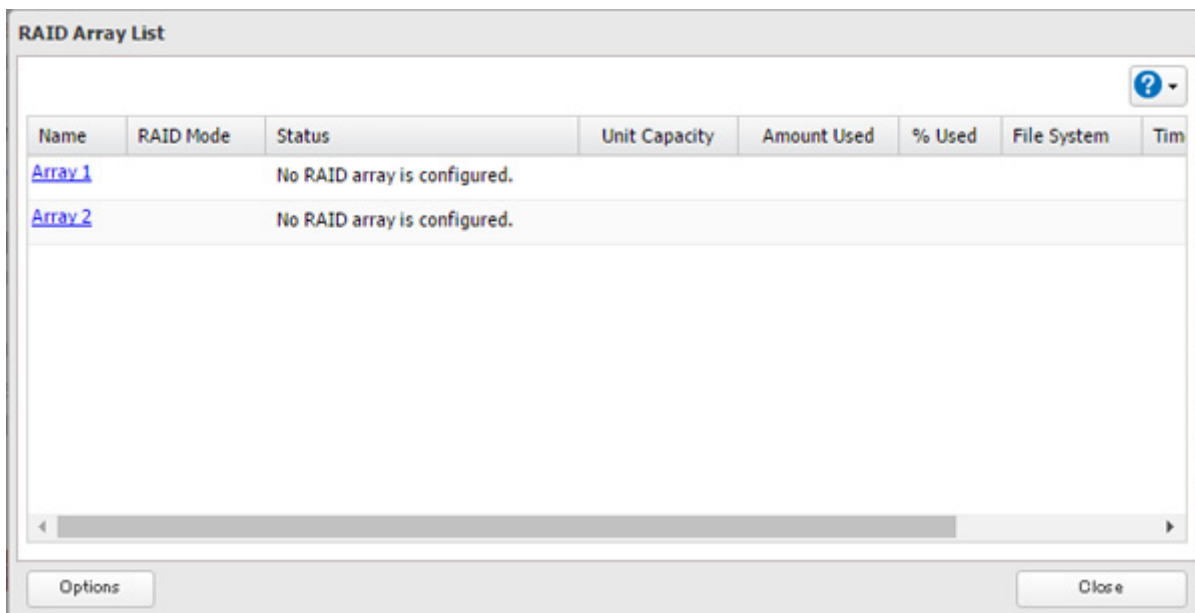 RAID Array List
?
Name RAID Mode Status Unit Capacity Amount Used % Used File System Tim
Array 1 No RAID array is configured.
Array 2 No RAID array is configured.
Options Close